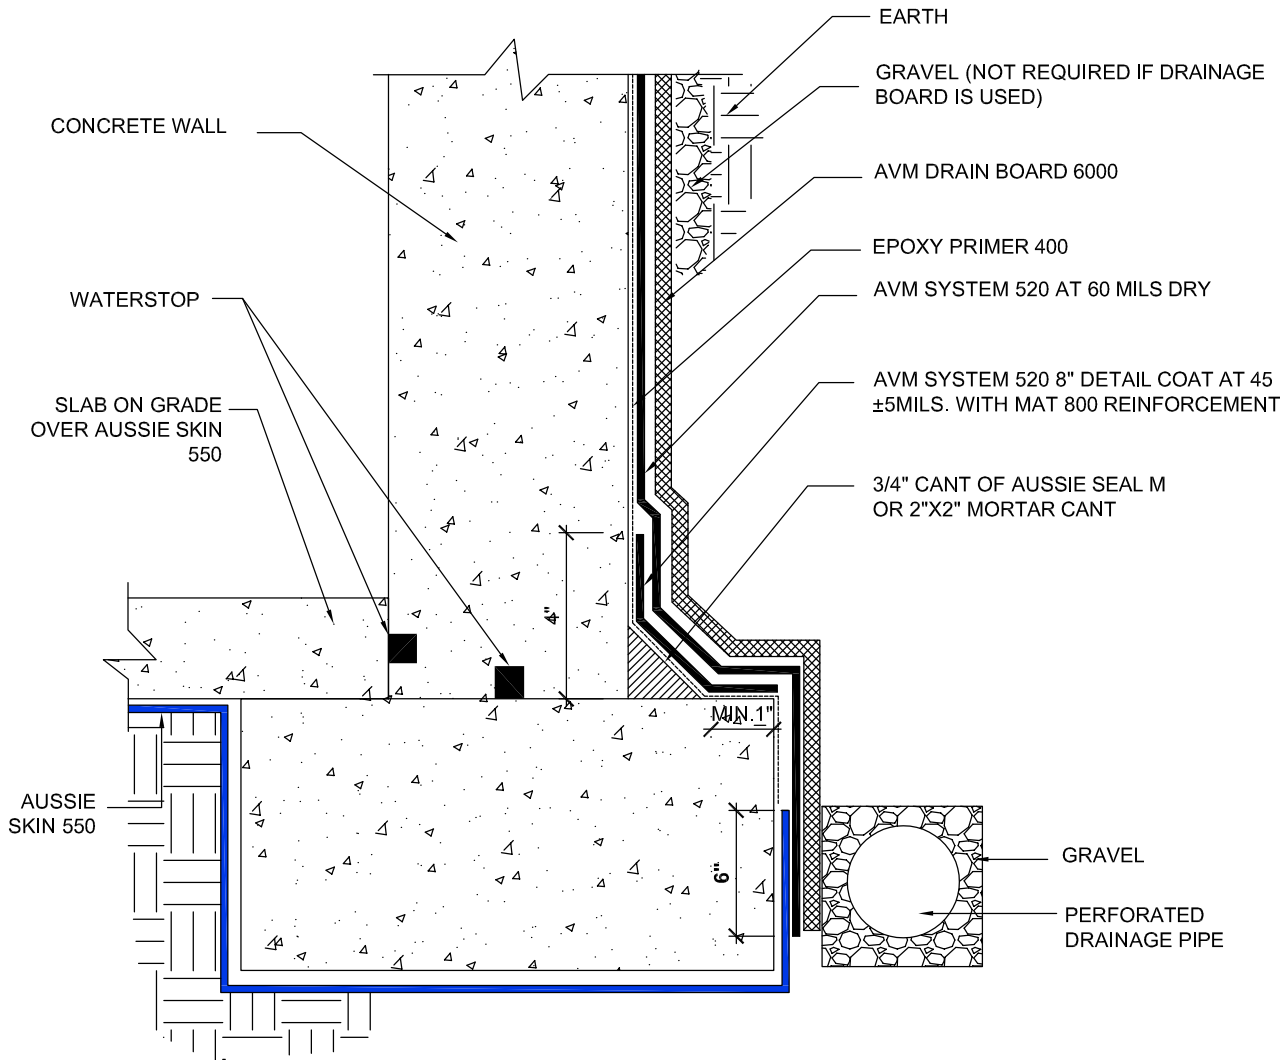 EARTH
GRAVEL (NOT REQUIRED IF DRAINAGE
BOARD IS USED)
CONCRETE WALL
AVM DRAIN BOARD 6000
EPOXY PRIMER 400
AVM SYSTEM 520 AT 60 MILS DRY
WATERSTOP
AVM SYSTEM 520 8" DETAIL COAT AT 45
±5MILS. WITH MAT 800 REINFORCEMENT
SLAB ON GRADE
OVER AUSSIE SKIN
550
3/4" CANT OF AUSSIE SEAL M
OR 2"X2" MORTAR CANT
4"
MIN.1"
AUSSIE
SKIN 550
6"
GRAVEL
PERFORATED
DRAINAGE PIPE